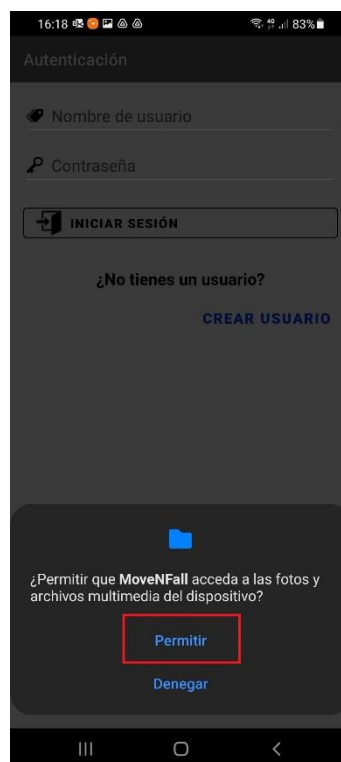 16:18 83%
Autenticación
Nombre de usuario
Contraseña
INICIAR SESIÓN
¿No tienes un usuario?
CREAR USUARIO
¿Permitir que MoveNFall acceda a las fotos y
archivos multimedia del dispositivo?
Permitir
Denegar